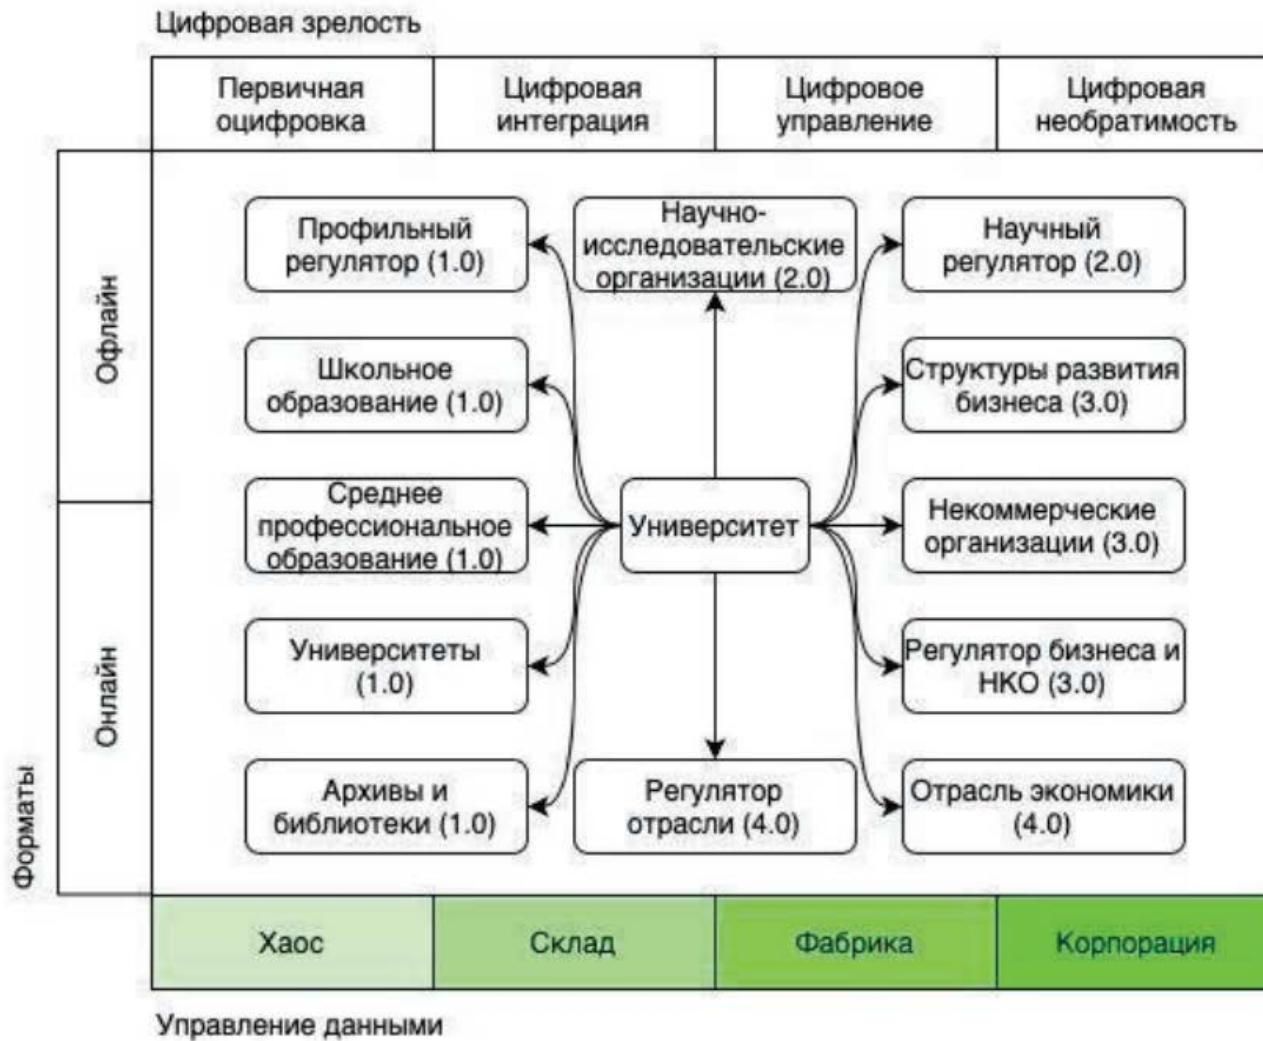 Цифровая зрелость
Первичная
оцифровка
Цифровая
интеграция
Цифровое
управление
Цифровая
необратимость
Форматы
Офлайн
Онлайн
Профильный
регулятор (1.0)
Научно-
исследовательские
организации (2.0)
Научный
регулятор (2.0)
Школьное
образование (1.0)
Структуры развития
бизнеса (3.0)
Среднее
профессиональное
образование (1.0)
Университет
Некоммерческие
организации (3.0)
Университеты
(1.0)
Регулятор бизнеса и
НКО (3.0)
Архивы и
библиотеки (1.0)
Регулятор
отрасли (4.0)
Отрасль экономики
(4.0)
Хаос
Склад
Фабрика
Корпорация
Управление данными